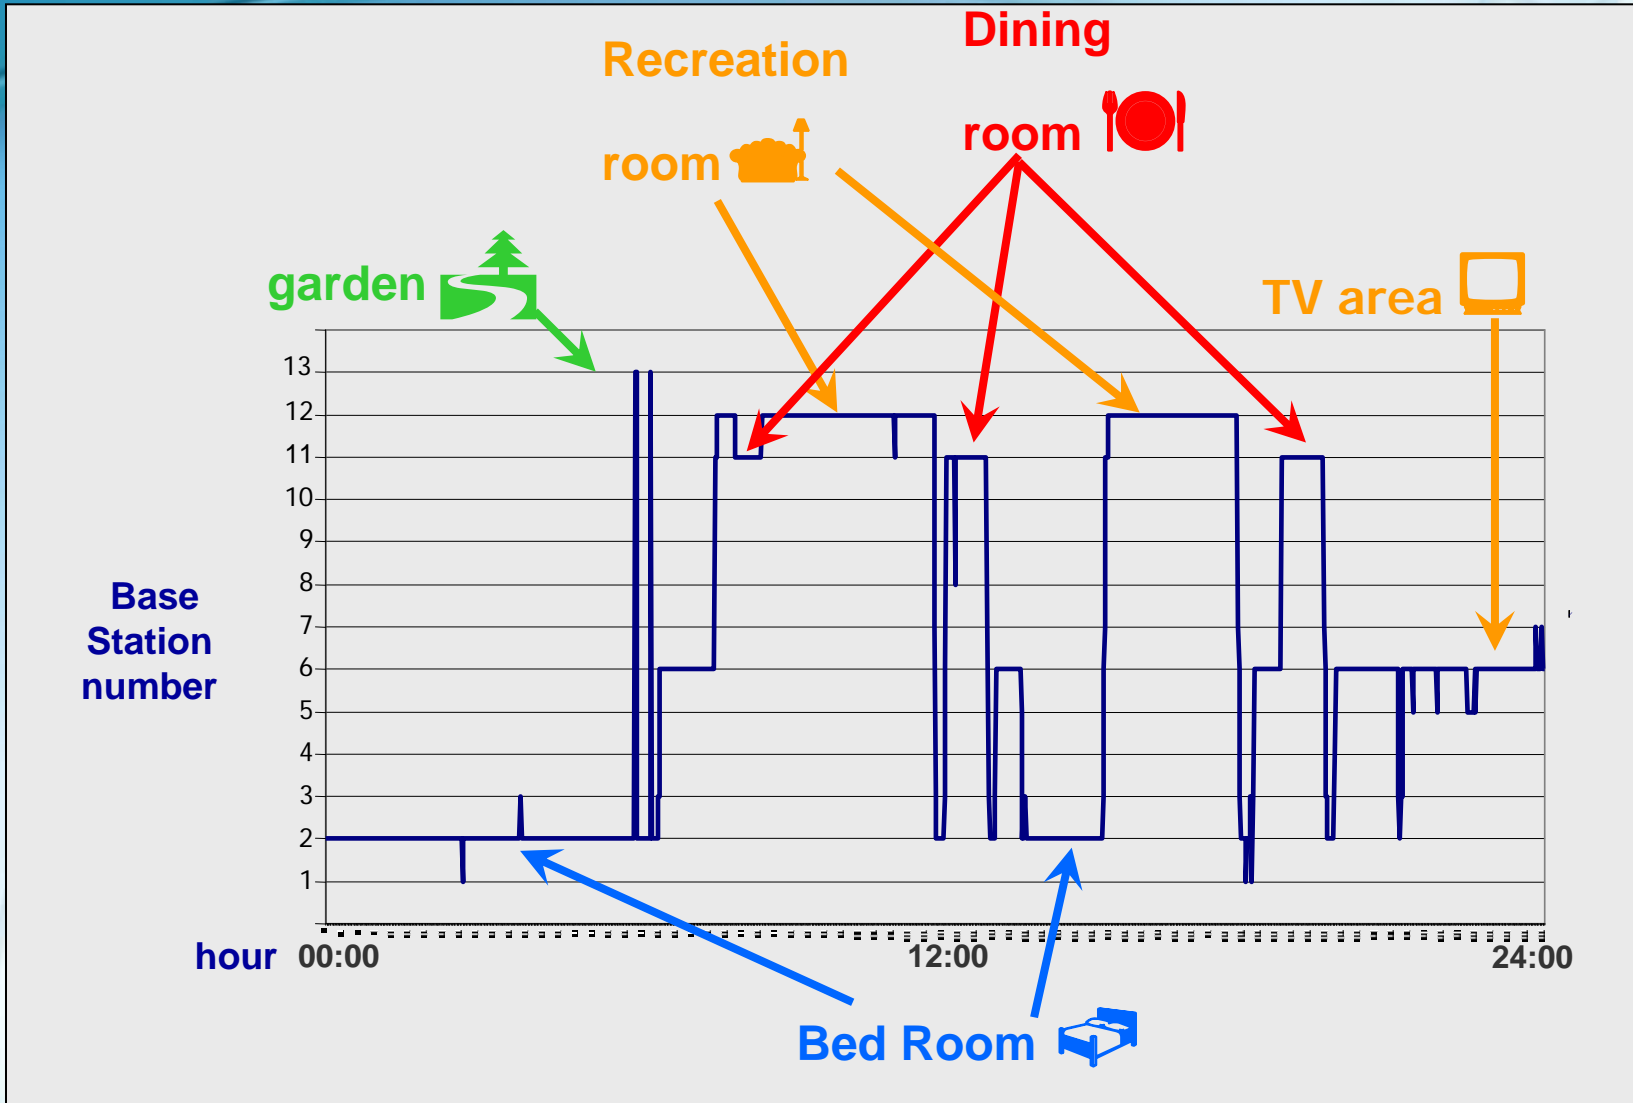 Dining
Recreation
room
room
garden
TV area
13
12
11
10
9
8
7
6
5
4
3
2
1
Base
Station
number
hour 00:00 12:00 24:00
Bed Room